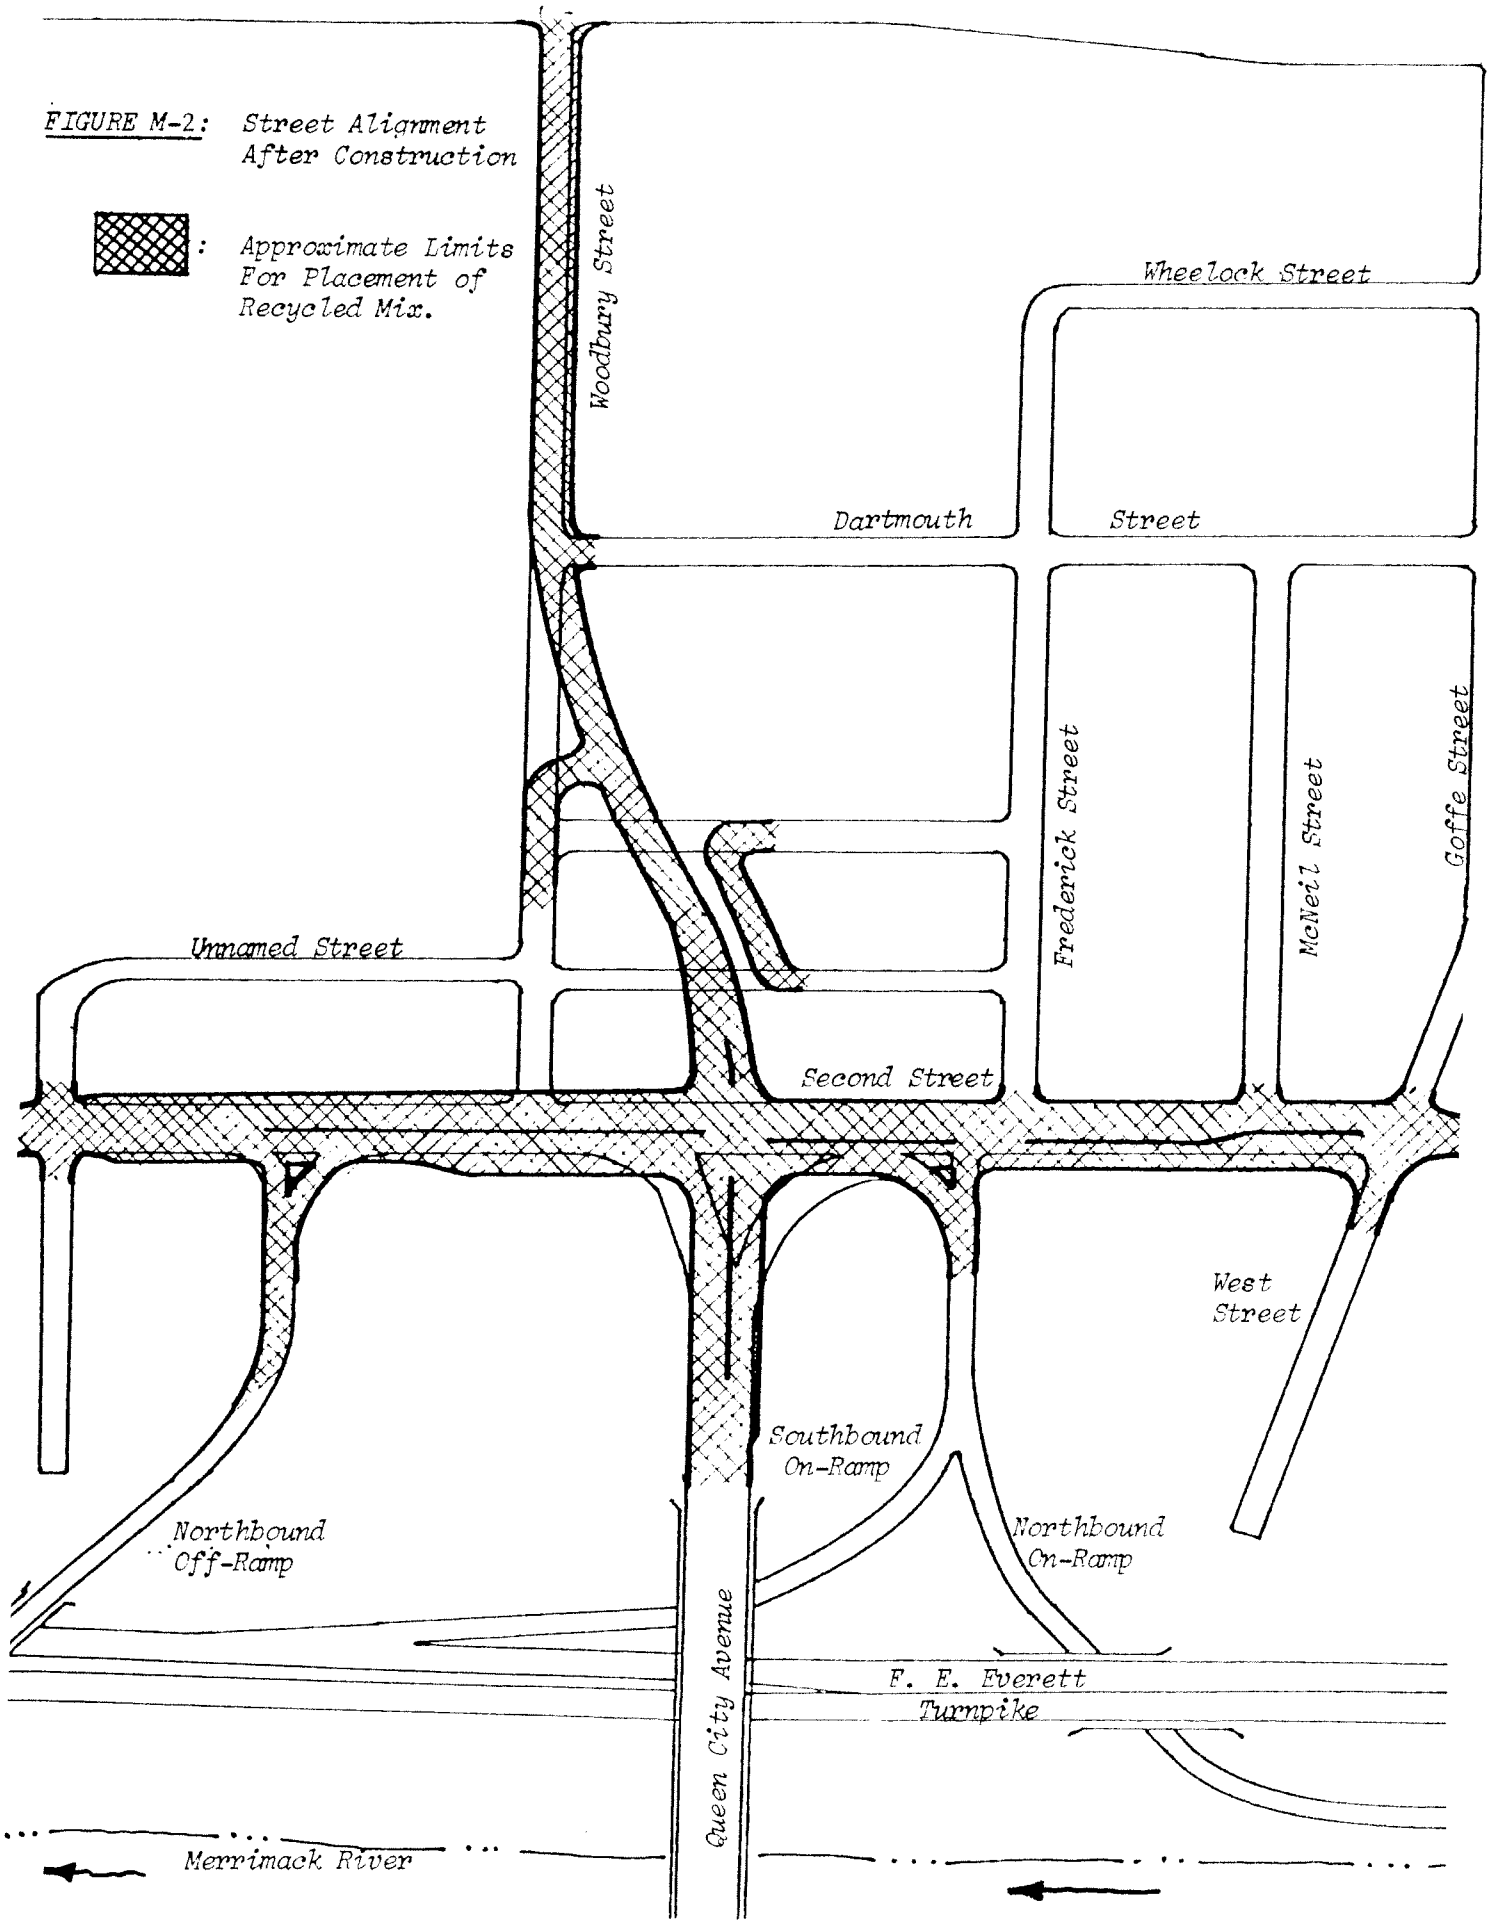 FIGURE M-2: Street Alignment
After Construction
: Approximate Limits
For Placement of
Recycled Mix.
Woodbury Street
Wheelock Street
Dartmouth Street
Frederick Street
McNeil Street
Goffe Street
Unnamed Street
Second Street
West
Street
Southbound
On-Ramp
Northbound
Off-Ramp
Northbound
On-Ramp
Queen City Avenue
F. E. Everett
Turnpike
Merrimack River